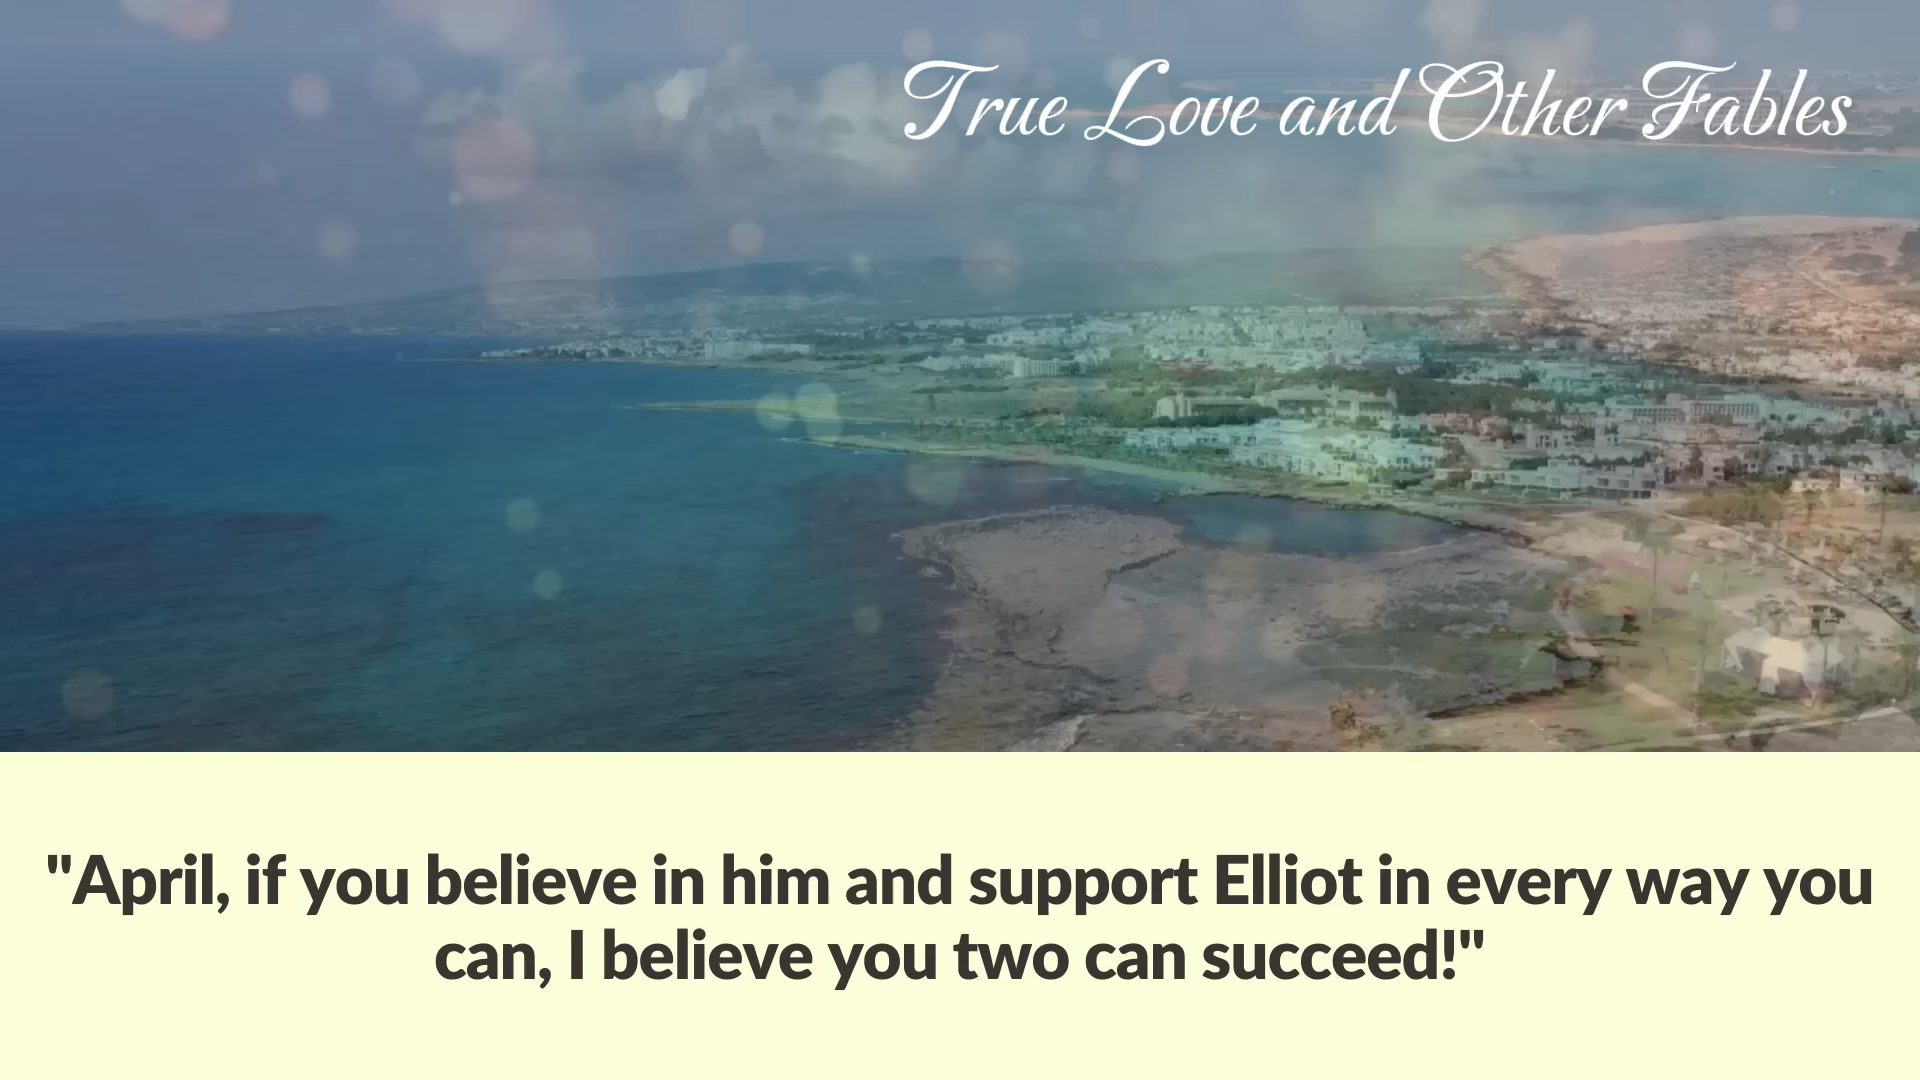 True Love and Other Fables
"April, if you believe in him and support Elliot in every way you
can, I believe you two can succeed!"